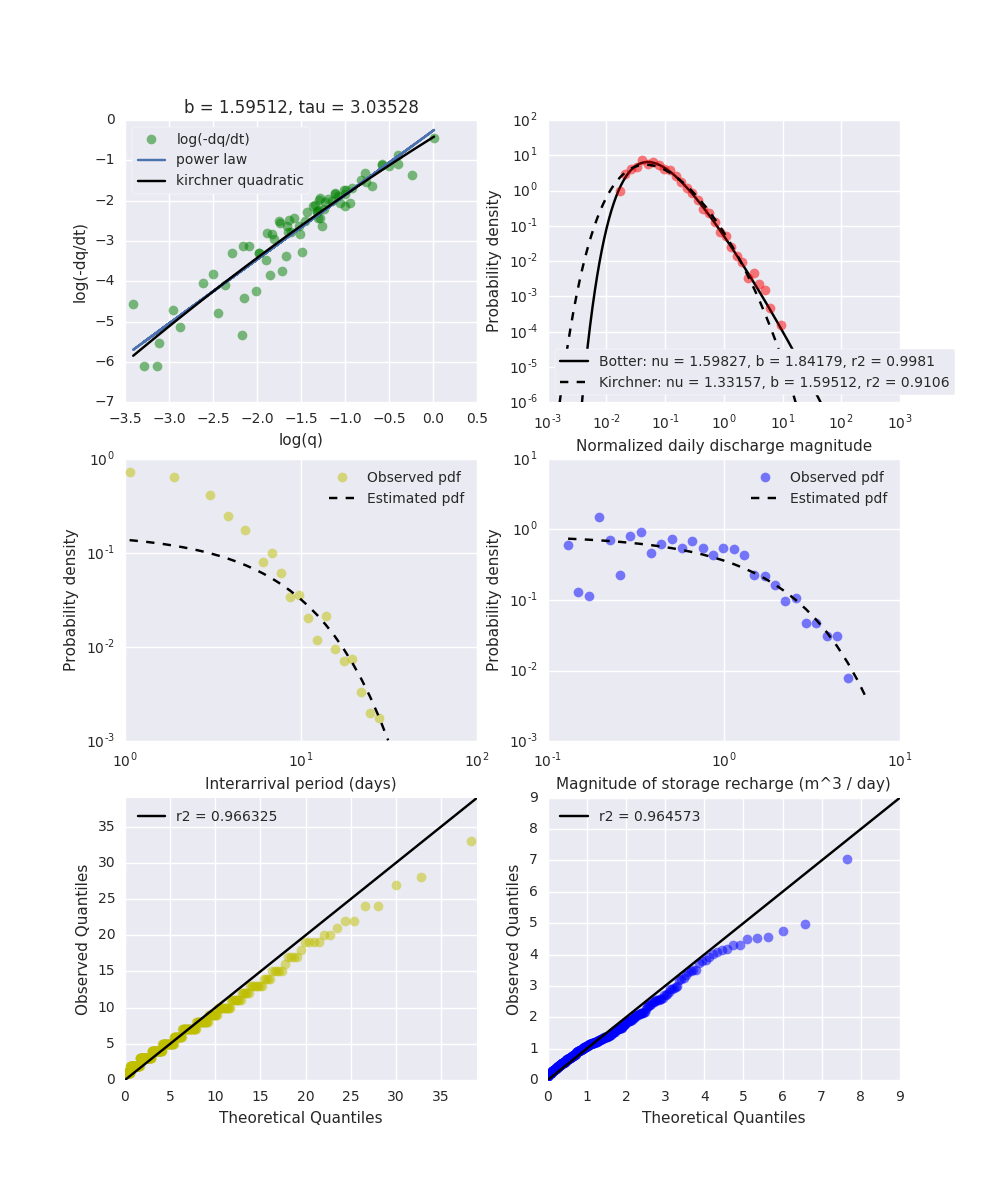 b = 1.59512, tau = 3.03528
log(-dq/dt)
power law
kirchner quadratic
0
−1
−2
−3
−4
−5
−6
−7
log(-dq/dt)
−3.5 −3.0 −2.5 −2.0 −1.5 −1.0 −0.5 0.0 0.5
log(q)
10^2
10^1
10^0
10^-1
10^-2
10^-3
10^-4
10^-5
10^-6
Probability density
Botter: nu = 1.59827, b = 1.84179, r2 = 0.9981
Kirchner: nu = 1.33157, b = 1.59512, r2 = 0.9106
10^-3 10^-2 10^-1 10^0 10^1 10^2 10^3
Normalized daily discharge magnitude
10^0
10^-1
10^-2
10^-3
Probability density
Observed pdf
Estimated pdf
10^0 10^1 10^2
Interarrival period (days)
10^1
10^0
10^-1
10^-2
10^-3
Probability density
Observed pdf
Estimated pdf
10^-1 10^0 10^1
Magnitude of storage recharge (m^3 / day)
35
30
25
20
15
10
5
0
Observed Quantiles
r2 = 0.966325
0 5 10 15 20 25 30 35
Theoretical Quantiles
9
8
7
6
5
4
3
2
1
0
Observed Quantiles
r2 = 0.964573
0 1 2 3 4 5 6 7 8 9
Theoretical Quantiles